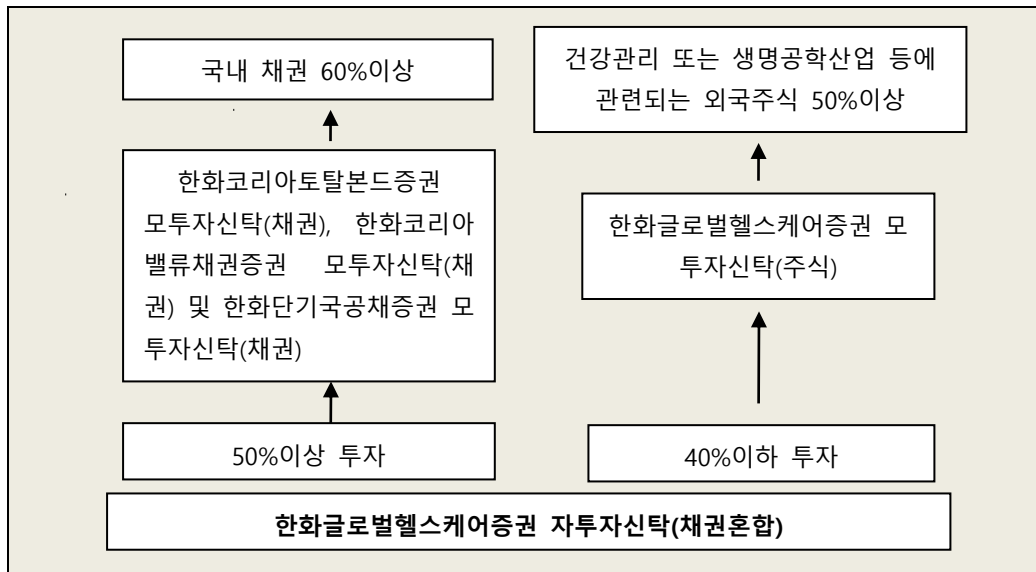 국내 채권 60%이상
건강관리 또는 생명공학산업 등에
관련되는 외국주식 50%이상
한화코리아토탈본드증권
모투자신탁(채권), 한화코리아
밸류채권증권 모투자신탁(채
권) 및 한화단기국공채증권 모
투자신탁(채권)
한화글로벌헬스케어증권 모
투자신탁(주식)
50%이상 투자
40%이하 투자
한화글로벌헬스케어증권 자투자신탁(채권혼합)